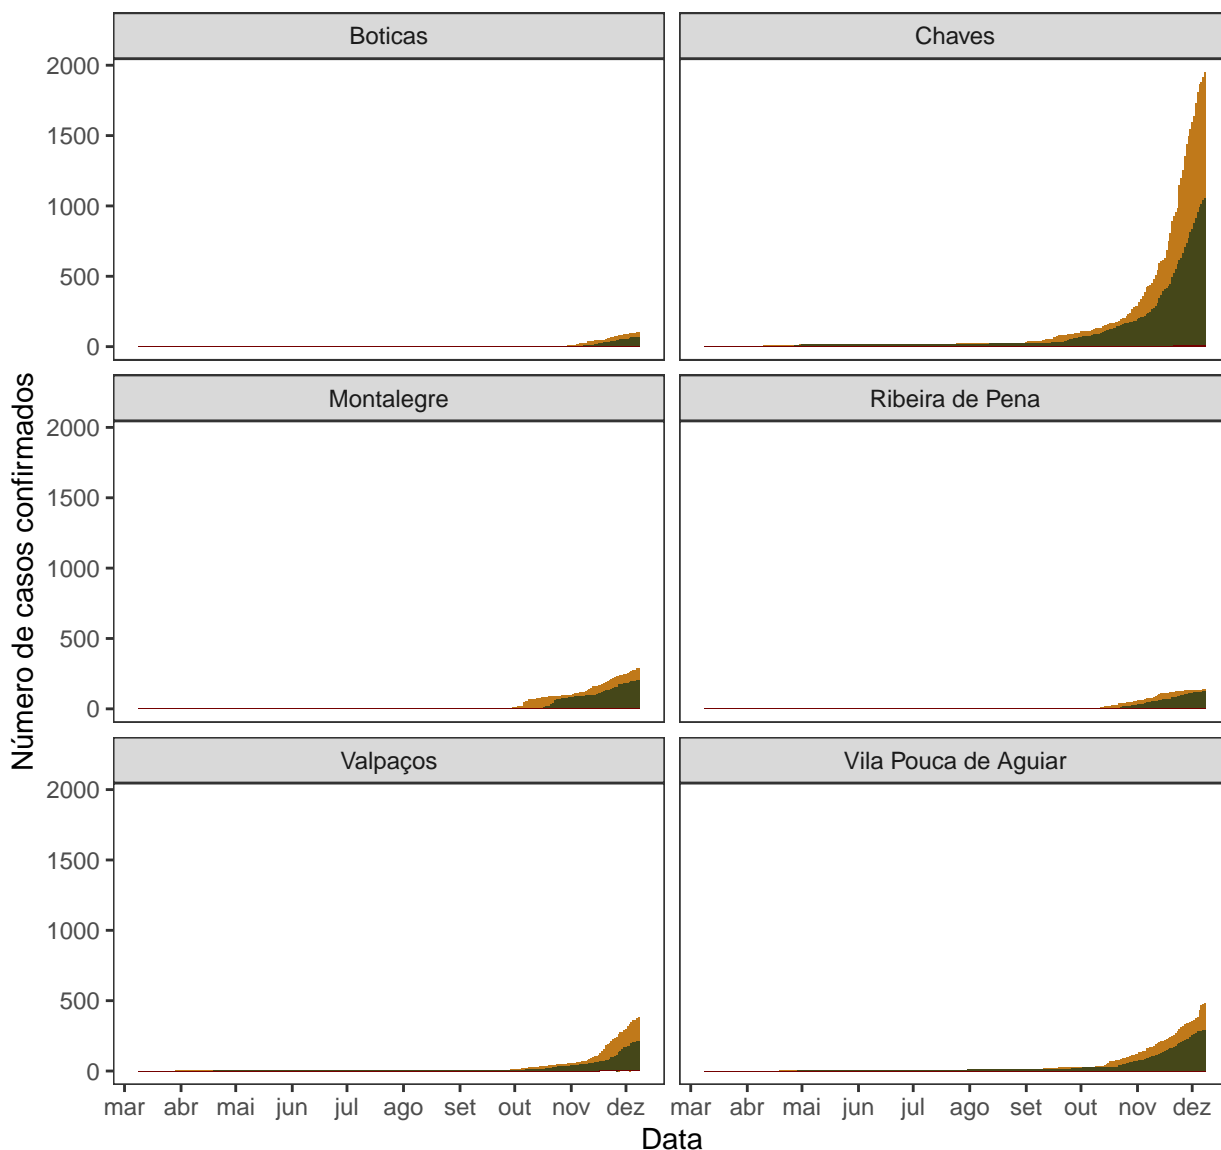 Boticas
Chaves
2000
1500
1000
500
0
Montalegre
Ribeira de Pena
2000
1500
1000
500
0
Número de casos confirmados
Valpaços
Vila Pouca de Aguiar
2000
1500
1000
500
0
mar abr mai jun jul ago set out nov dez
mar abr mai jun jul ago set out nov dez
Data